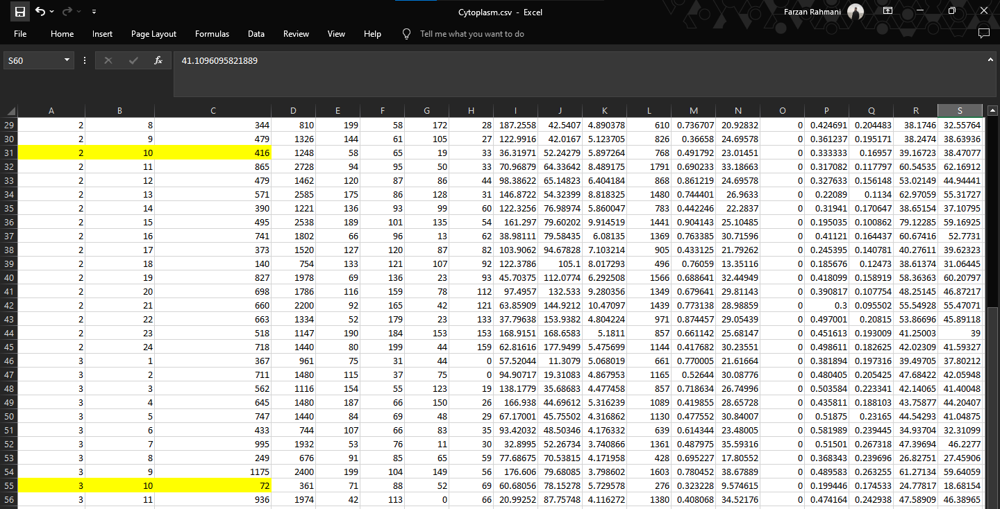 Cytoplasm.csv - Excel
Farzan Rahmani
File Home Insert Page Layout Formulas Data Review View Help Tell me what you want to do
S60 fx 41.1096095821889
A B C D E F G H I J K L M N O P Q R S
29 2 8 344 810 199 58 172 28 187.2558 42.5407 4.890378 610 0.736707 20.92832 0 0.424691 0.204483 38.1746 32.55764
30 2 9 479 1326 144 61 105 27 122.9916 42.0167 5.123705 826 0.36658 24.69578 0 0.361237 0.195171 38.2474 38.63936
31 2 10 416 1248 58 65 19 33 36.31971 52.24279 5.897264 768 0.491792 23.01451 0 0.333333 0.16957 39.16723 38.47077
32 2 11 865 2728 94 95 50 33 70.96879 64.33642 8.489175 1791 0.690233 33.18663 0 0.317082 0.117797 60.54535 62.16912
33 2 12 479 1462 120 87 86 44 98.38622 65.14823 6.404184 868 0.861219 24.69578 0 0.327633 0.156148 53.02149 44.94441
34 2 13 571 2585 175 86 128 31 146.8722 54.32399 8.818325 1480 0.744401 26.9633 0 0.22089 0.1134 62.97059 55.31727
35 2 14 390 1221 136 93 99 60 122.3256 76.98974 5.860047 783 0.442246 22.2837 0 0.31941 0.170647 38.65154 37.10795
36 2 15 495 2538 189 101 135 54 161.297 79.60202 9.914519 1441 0.904143 25.10485 0 0.195035 0.100862 79.12285 59.16925
37 2 16 741 1802 66 96 13 62 38.98111 79.58435 6.08135 1369 0.763385 30.71596 0 0.41121 0.164437 60.67416 52.7731
38 2 17 373 1520 127 120 87 82 103.9062 94.67828 7.103214 905 0.433125 21.79262 0 0.245395 0.140781 40.27611 39.62323
39 2 18 140 754 133 121 107 92 122.3786 105.1 8.017293 496 0.76059 13.35116 0 0.185676 0.12473 38.61374 31.06445
40 2 19 827 1978 69 136 23 93 45.70375 112.0774 6.292508 1566 0.688641 32.44949 0 0.418099 0.158919 58.36363 60.20797
41 2 20 698 1786 116 159 78 112 97.4957 132.533 9.280356 1349 0.679641 29.81143 0 0.390817 0.107754 48.25145 46.87217
42 2 21 660 2200 92 165 42 121 63.85909 144.9212 10.47097 1439 0.773138 28.98859 0 0.3 0.095502 55.54928 55.47071
43 2 22 663 1334 52 179 23 133 37.79638 153.9382 4.804224 971 0.874457 29.05439 0 0.497001 0.20815 53.86696 45.89118
44 2 23 518 1147 190 184 153 153 168.9151 168.6583 5.1811 857 0.661142 25.68147 0 0.451613 0.193009 41.25003 39
45 2 24 718 1440 80 199 44 159 62.81616 177.9499 5.475699 1144 0.417682 30.23551 0 0.498611 0.182625 42.02309 41.59327
46 3 1 367 961 75 31 44 0 57.52044 11.3079 5.068019 661 0.770005 21.61664 0 0.381894 0.197316 39.49705 37.80212
47 3 2 711 1480 115 37 75 0 94.90717 19.31083 4.867953 1165 0.52644 30.08776 0 0.480405 0.205425 47.68422 42.05948
48 3 3 562 1116 154 55 123 19 138.1779 35.68683 4.477458 857 0.718634 26.74996 0 0.503584 0.223341 42.14065 41.40048
49 3 4 645 1480 187 66 150 26 166.938 44.69612 5.316239 1089 0.419855 28.65728 0 0.435811 0.188103 43.75877 44.20407
50 3 5 747 1440 84 69 48 29 67.17001 45.75502 4.316862 1130 0.477552 30.84007 0 0.51875 0.23165 44.54293 41.04875
51 3 6 433 744 107 66 83 35 93.42032 48.50346 4.176332 639 0.614344 23.48005 0 0.581989 0.239445 34.93704 32.31099
52 3 7 995 1932 53 76 11 30 32.8995 52.26734 3.740866 1361 0.487975 35.59316 0 0.51501 0.267318 47.39694 46.2277
53 3 8 249 676 91 85 65 59 77.68675 70.53815 4.171958 428 0.695227 17.80552 0 0.368343 0.239696 26.82751 27.45906
54 3 9 1175 2400 199 104 149 56 176.606 79.68085 3.798602 1603 0.780452 38.67889 0 0.489583 0.263255 61.27134 59.64059
55 3 10 72 361 71 88 52 69 60.68056 78.15278 5.729578 276 0.323228 9.574615 0 0.199446 0.174533 24.77817 18.68154
56 3 11 936 1974 42 113 0 66 20.99252 87.75748 4.116272 1380 0.408068 34.52176 0 0.474164 0.242938 47.58909 46.38965